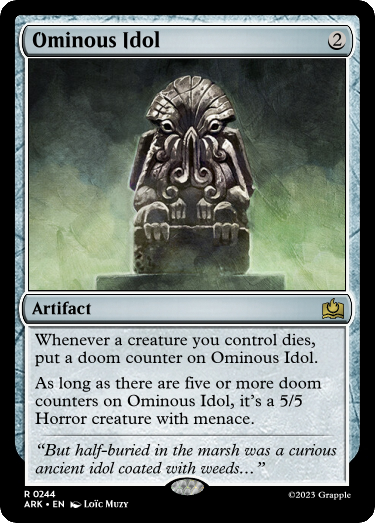 Ominous Idol 2
Artifact
Whenever a creature you control dies,
put a doom counter on Ominous Idol.
As long as there are five or more doom
counters on Ominous Idol, it's a 5/5
Horror creature with menace.
“But half-buried in the marsh was a curious
ancient idol coated with weeds…”
R 0244
ARK • EN Loïc Muzy
©2023 Grapple